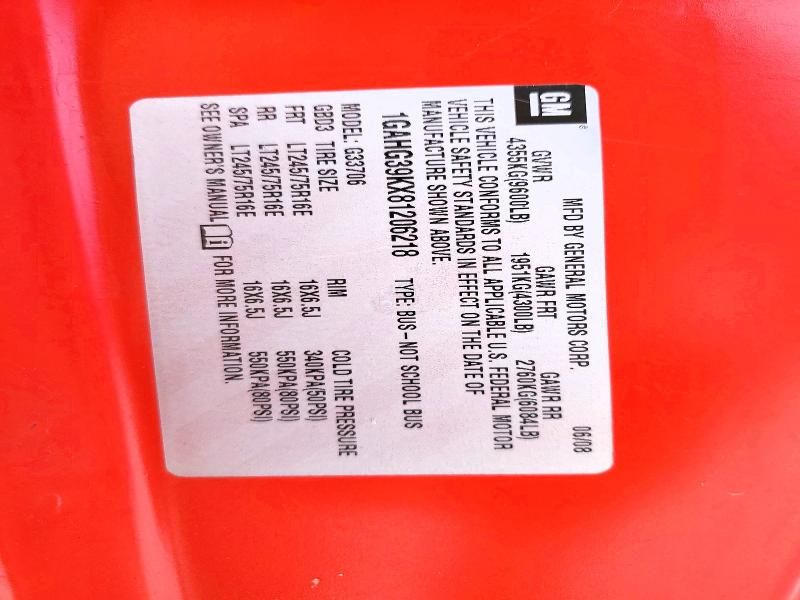 GM
MFD BY GENERAL MOTORS CORP. 06/08
GVWR GAWR FRT GAWR RR
4355KG(9600LB) 1951KG(4300LB) 2760KG(6084LB)
THIS VEHICLE CONFORMS TO ALL APPLICABLE U.S. FEDERAL MOTOR
VEHICLE SAFETY STANDARDS IN EFFECT ON THE DATE OF
MANUFACTURE SHOWN ABOVE.
1GAHG39KX81206218 TYPE: BUS-NOT SCHOOL BUS
MODEL: G33706
GBD3 TIRE SIZE RIM COLD TIRE PRESSURE
FRT LT245/75R16E 16X6.5J 340KPA(50PSI)
RR LT245/75R16E 16X6.5J 550KPA(80PSI)
SPA LT245/75R16E 16X6.5J 550KPA(80PSI)
SEE OWNER'S MANUAL FOR MORE INFORMATION.